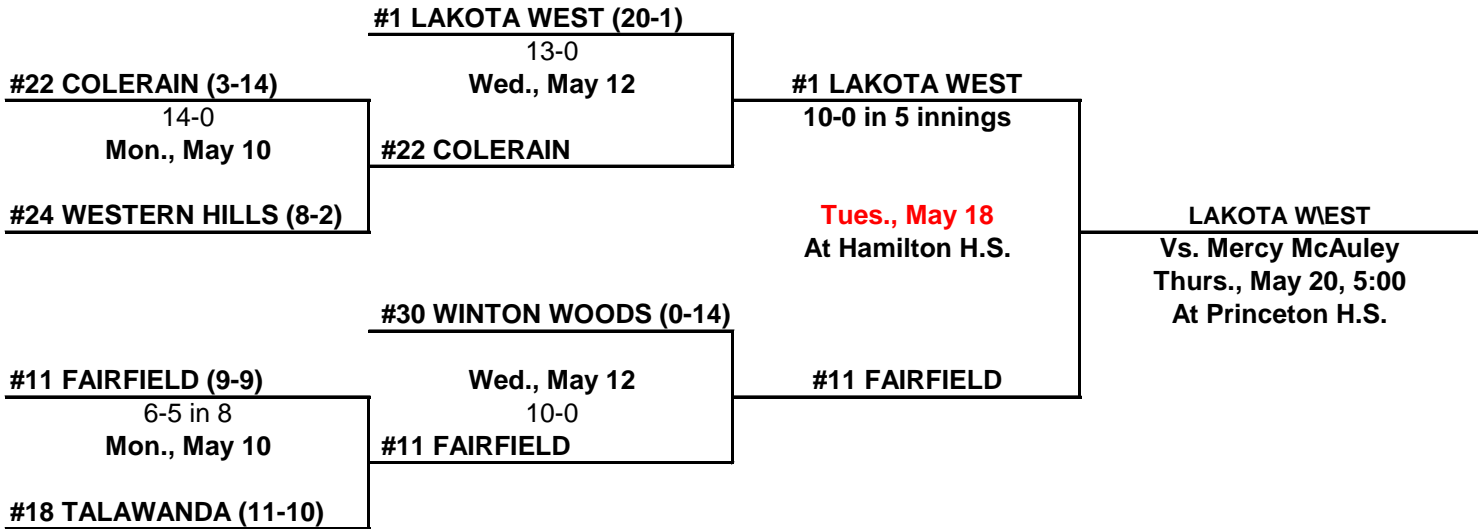 #1 LAKOTA WEST (20-1)
13-0
Wed., May 12
#22 COLERAIN (3-14)
14-0
Mon., May 10
#22 COLERAIN
#24 WESTERN HILLS (8-2)
#1 LAKOTA WEST
10-0 in 5 innings
Tues., May 18
At Hamilton H.S.
LAKOTA W\EST
Vs. Mercy McAuley
Thurs., May 20, 5:00
At Princeton H.S.
#30 WINTON WOODS (0-14)
Wed., May 12
10-0
#11 FAIRFIELD
#11 FAIRFIELD (9-9)
6-5 in 8
Mon., May 10
#11 FAIRFIELD
#18 TALAWANDA (11-10)